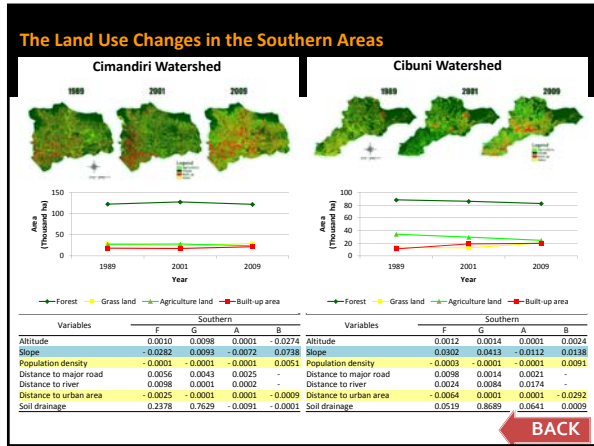 The Land Use Changes in the Southern Areas
Cimandiri Watershed
1989 2001 2009
Legend
150
100
50
0
Area
(Thousand ha)
1989 2001 2009
Year
Forest Grass land Agriculture land Built-up area
Variables Southern
F G A B
Altitude 0.0010 0.0098 0.0001 - 0.0274
Slope - 0.0282 0.0093 - 0.0072 0.0738
Population density - 0.0001 - 0.0001 - 0.0001 0.0051
Distance to major road 0.0056 0.0043 0.0025 -
Distance to river 0.0098 0.0001 0.0002 -
Distance to urban area - 0.0025 - 0.0001 0.0001 - 0.0009
Soil drainage 0.2378 0.7629 - 0.0091 - 0.0001
Cibuni Watershed
1989 2001 2009
Legend
100
80
60
40
20
0
Area
(Thousand ha)
1989 2001 2009
Year
Forest Grass land Agriculture land Built-up area
Variables Southern
F G A B
Altitude 0.0012 0.0014 0.0001 0.0024
Slope 0.0302 0.0413 - 0.0112 0.0138
Population density - 0.0003 - 0.0001 - 0.0001 0.0091
Distance to major road 0.0098 0.0014 0.0021 -
Distance to river 0.0024 0.0084 0.0174 -
Distance to urban area - 0.0064 0.0001 0.0001 - 0.0292
Soil drainage 0.0519 0.8689 0.0641 0.0009
BACK